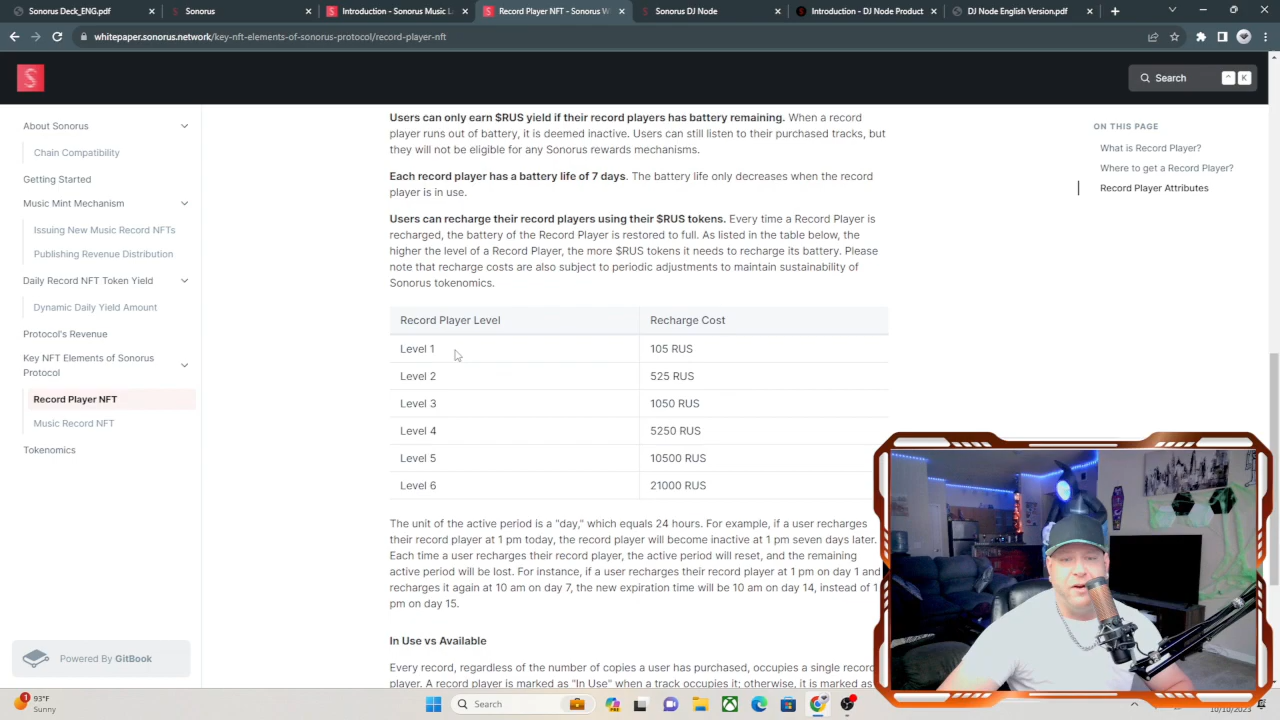 Sonorus Deck_ENG.pdf
Sonorus
Introduction - Sonorus Music L
Record Player NFT - Sonorus W
Sonorus DJ Node
Introduction - DJ Node Product
DJ Node English Version.pdf
whitepaper.sonorus.network/key-nft-elements-of-sonorus-protocol/record-player-nft
Search
K
About Sonorus
Chain Compatibility
Getting Started
Music Mint Mechanism
Issuing New Music Record NFTs
Publishing Revenue Distribution
Daily Record NFT Token Yield
Dynamic Daily Yield Amount
Protocol's Revenue
Key NFT Elements of Sonorus
Protocol
Record Player NFT
Music Record NFT
Tokenomics
Powered By GitBook
Users can only earn $RUS yield if their record players has battery remaining. When a record
player runs out of battery, it is deemed inactive. Users can still listen to their purchased tracks, but
they will not be eligible for any Sonorus rewards mechanisms.
Each record player has a battery life of 7 days. The battery life only decreases when the record
player is in use.
Users can recharge their record players using their $RUS tokens. Every time a Record Player is
recharged, the battery of the Record Player is restored to full. As listed in the table below, the
higher the level of a Record Player, the more $RUS tokens it needs to recharge its battery. Please
note that recharge costs are also subject to periodic adjustments to maintain sustainability of
Sonorus tokenomics.
Record Player Level Recharge Cost
Level 1 105 RUS
Level 2 525 RUS
Level 3 1050 RUS
Level 4 5250 RUS
Level 5 10500 RUS
Level 6 21000 RUS
The unit of the active period is a "day," which equals 24 hours. For example, if a user recharges
their record player at 1 pm today, the record player will become inactive at 1 pm seven days later.
Each time a user recharges their record player, the active period will reset, and the remaining
active period will be lost. For instance, if a user recharges their record player at 1 pm on day 1 and
recharges it again at 10 am on day 7, the new expiration time will be 10 am on day 14, instead of 1
pm on day 15.
In Use vs Available
Every record, regardless of the number of copies a user has purchased, occupies a single record
player. A record player is marked as "In Use" when a track occupies it; otherwise, it is marked as
ON THIS PAGE
What is Record Player?
Where to get a Record Player?
Record Player Attributes
1
93°F
Sunny
Search
10/10/2023